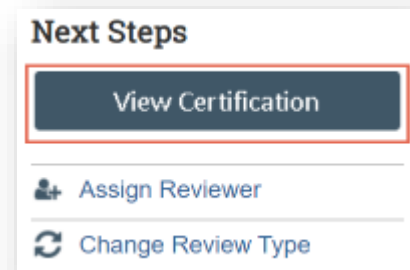 Next Steps
View Certification
Assign Reviewer
Change Review Type